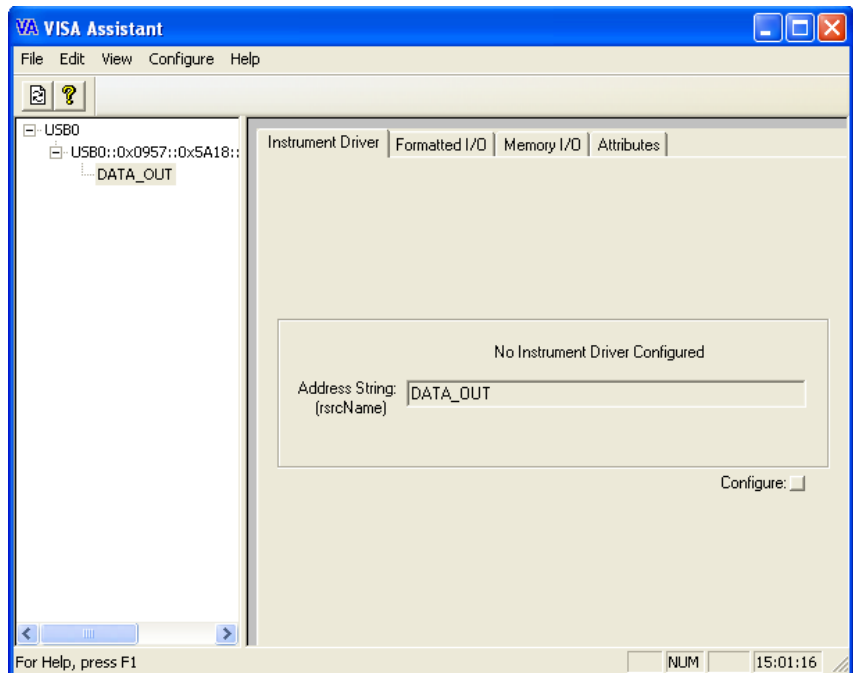 VA VISA Assistant
File Edit View Configure Help
USB0
USB0::0x0957::0x5A18::
DATA_OUT
Instrument Driver Formatted I/O Memory I/O Attributes
No Instrument Driver Configured
Address String: DATA_OUT
(rsrcName)
Configure:
For Help, press F1 NUM 15:01:16